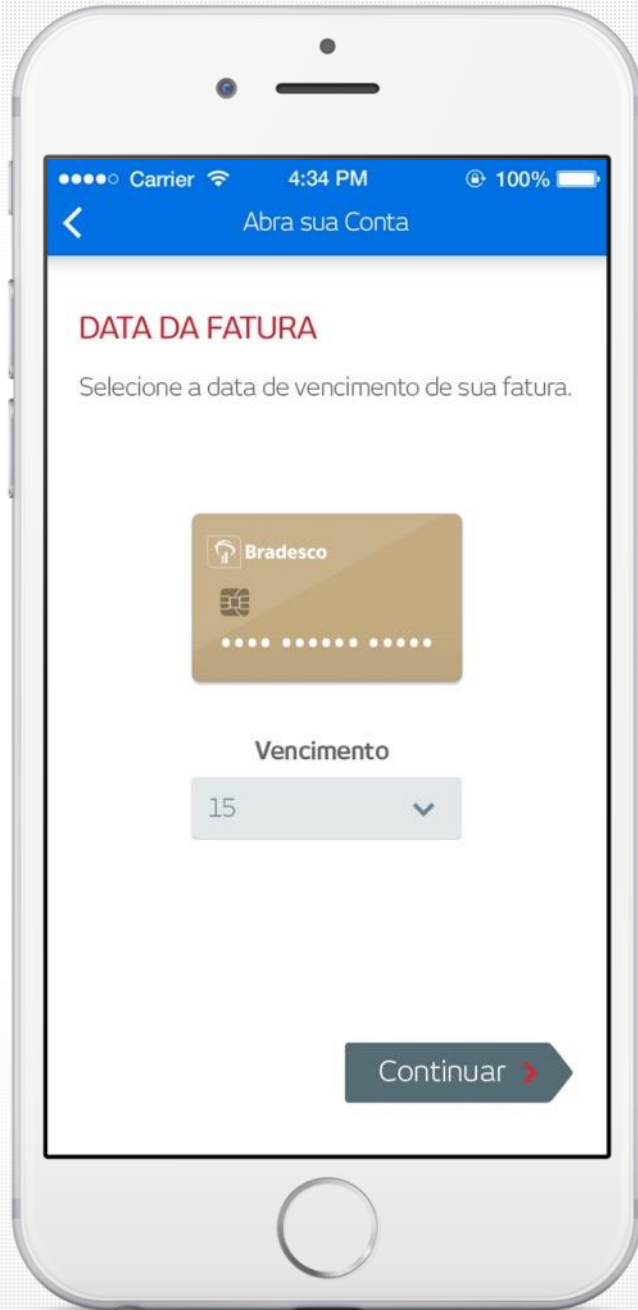 Carrier 4:34 PM 100%
Abra sua Conta
DATA DA FATURA
Selecione a data de vencimento de sua fatura.
Bradesco
Vencimento
15
Continuar